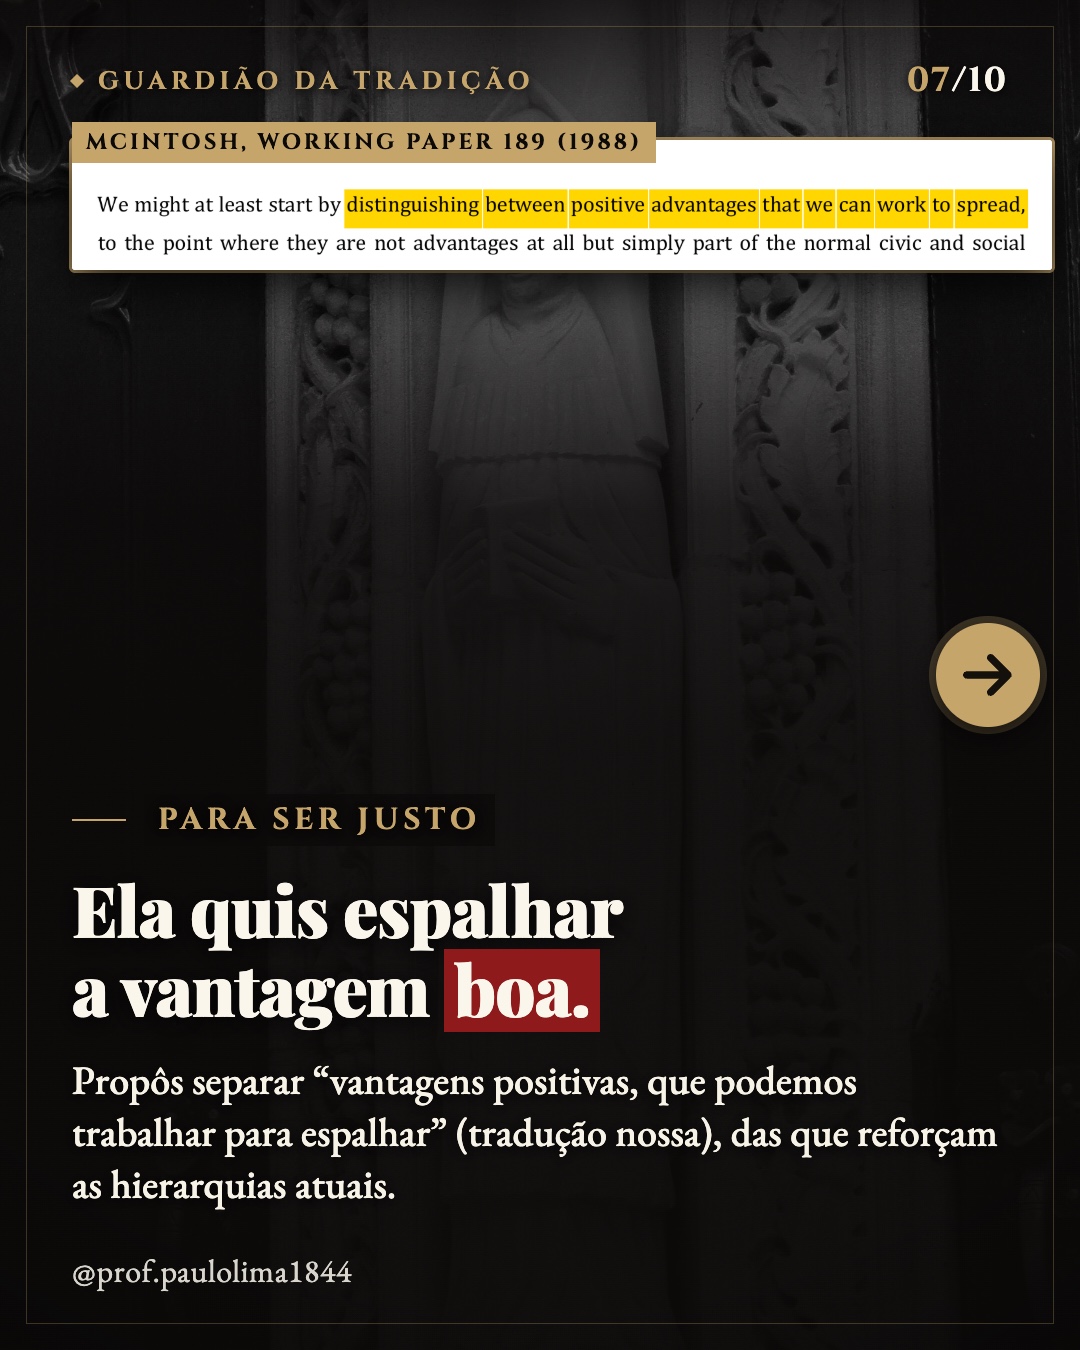 GUARDIÃO DA TRADIÇÃO
07/10
MCINTOSH, WORKING PAPER 189 (1988)
We might at least start by distinguishing between positive advantages that we can work to spread,
to the point where they are not advantages at all but simply part of the normal civic and social
PARA SER JUSTO
Ela quis espalhar
a vantagem boa.
Propôs separar “vantagens positivas, que podemos
trabalhar para espalhar” (tradução nossa), das que reforçam
as hierarquias atuais.
@prof.paulolima1844